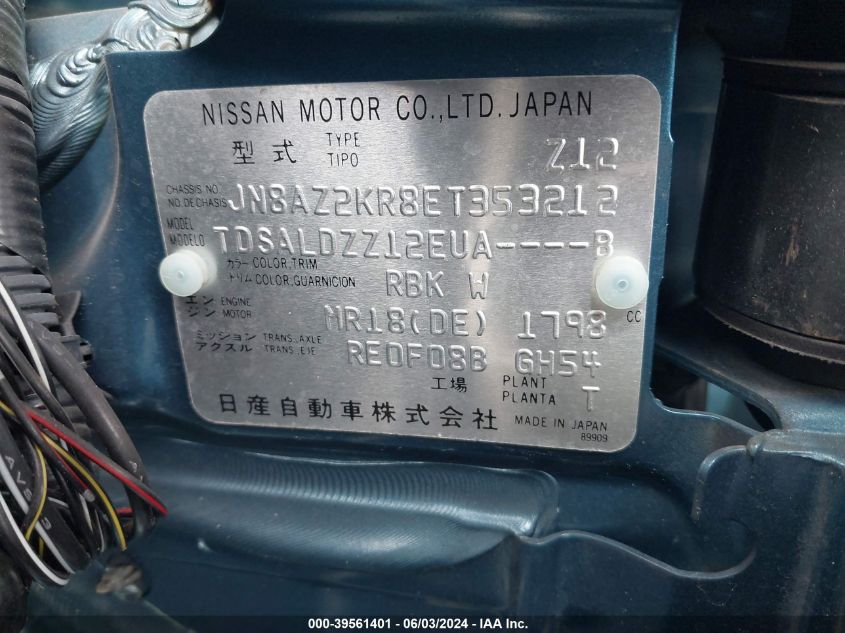 NISSAN MOTOR CO.,LTD. JAPAN
型式 TYPE TIPO Z12
CHASSIS NO. NO.DE CHASIS JN8AZ2KR8ET353212
MODEL MODELO TDSALDZZ12EUA----B
カラー COLOR,TRIM
トリム COLOR,GUARNICION RBK W
エン ENGINE
ジン MOTOR MR18(DE) 1798 CC
ミッション TRANS.,AXLE
アクスル TRANS.,EJE RE0F08B GH54
工場 PLANT PLANTA T
日産自動車株式会社 MADE IN JAPAN
89909
000-39561401 - 06/03/2024 - IAA Inc.